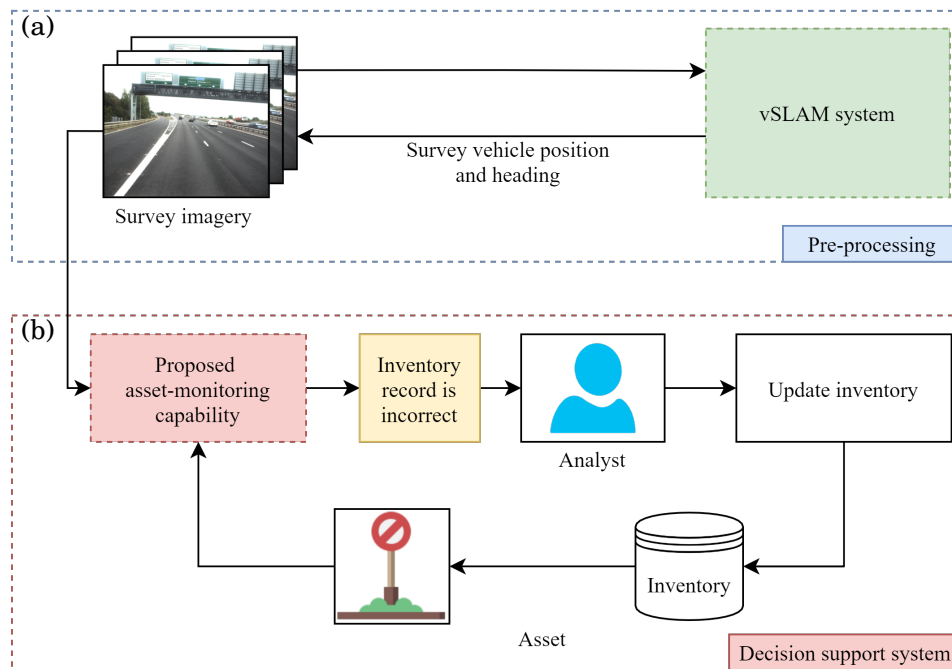 (a)
vSLAM system
Survey vehicle position
and heading
Survey imagery
Pre-processing
(b)
Proposed
asset-monitoring
capability
Inventory
record is
incorrect
Update inventory
Analyst
Inventory
Asset
Decision support system